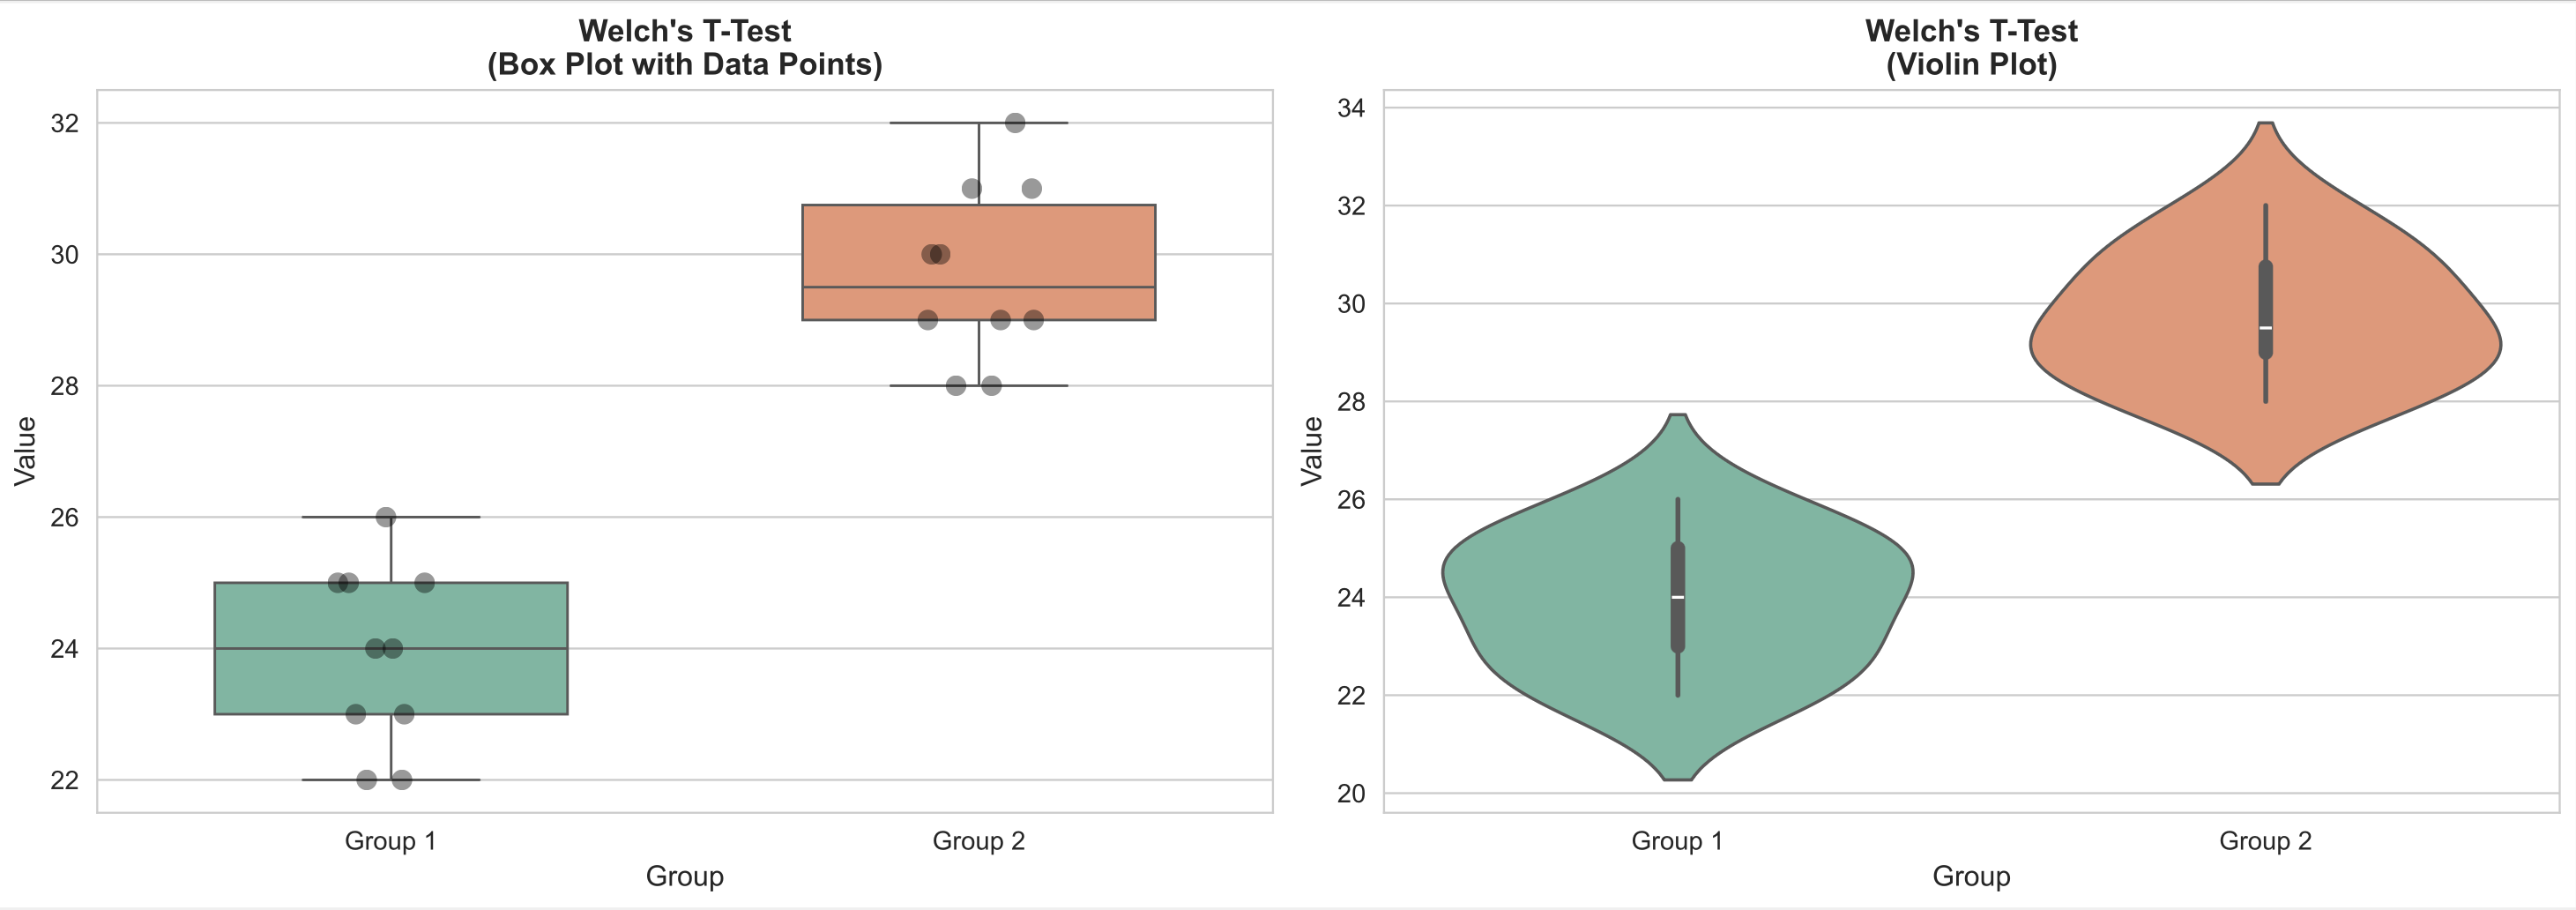 Welch's T-Test
(Box Plot with Data Points)
32
30
28
26
24
22
Value
Group 1
Group 2
Group
Welch's T-Test
(Violin Plot)
34
32
30
28
26
24
22
20
Value
Group 1
Group 2
Group